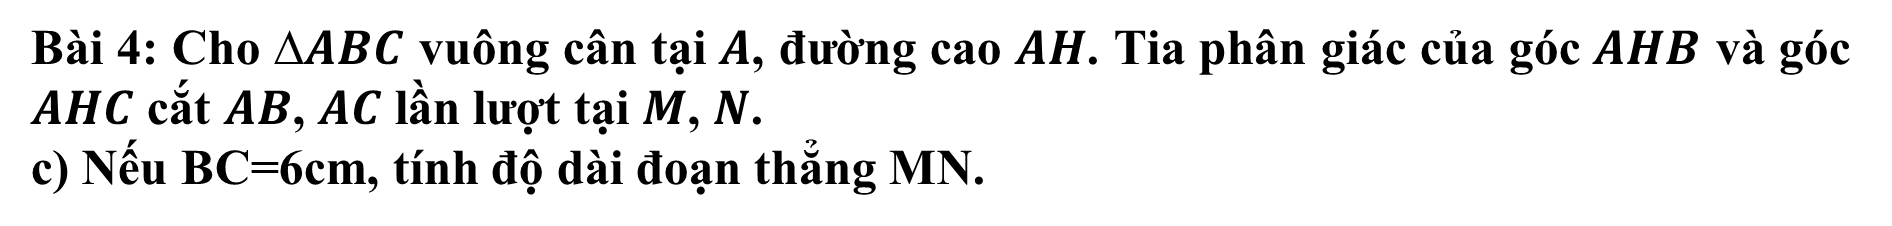 Bài 4: Cho ΔABC vuông cân tại A, đường cao AH. Tia phân giác của góc AHB và góc
AHC cắt AB, AC lần lượt tại M, N.
c) Nếu BC=6cm, tính độ dài đoạn thẳng MN.